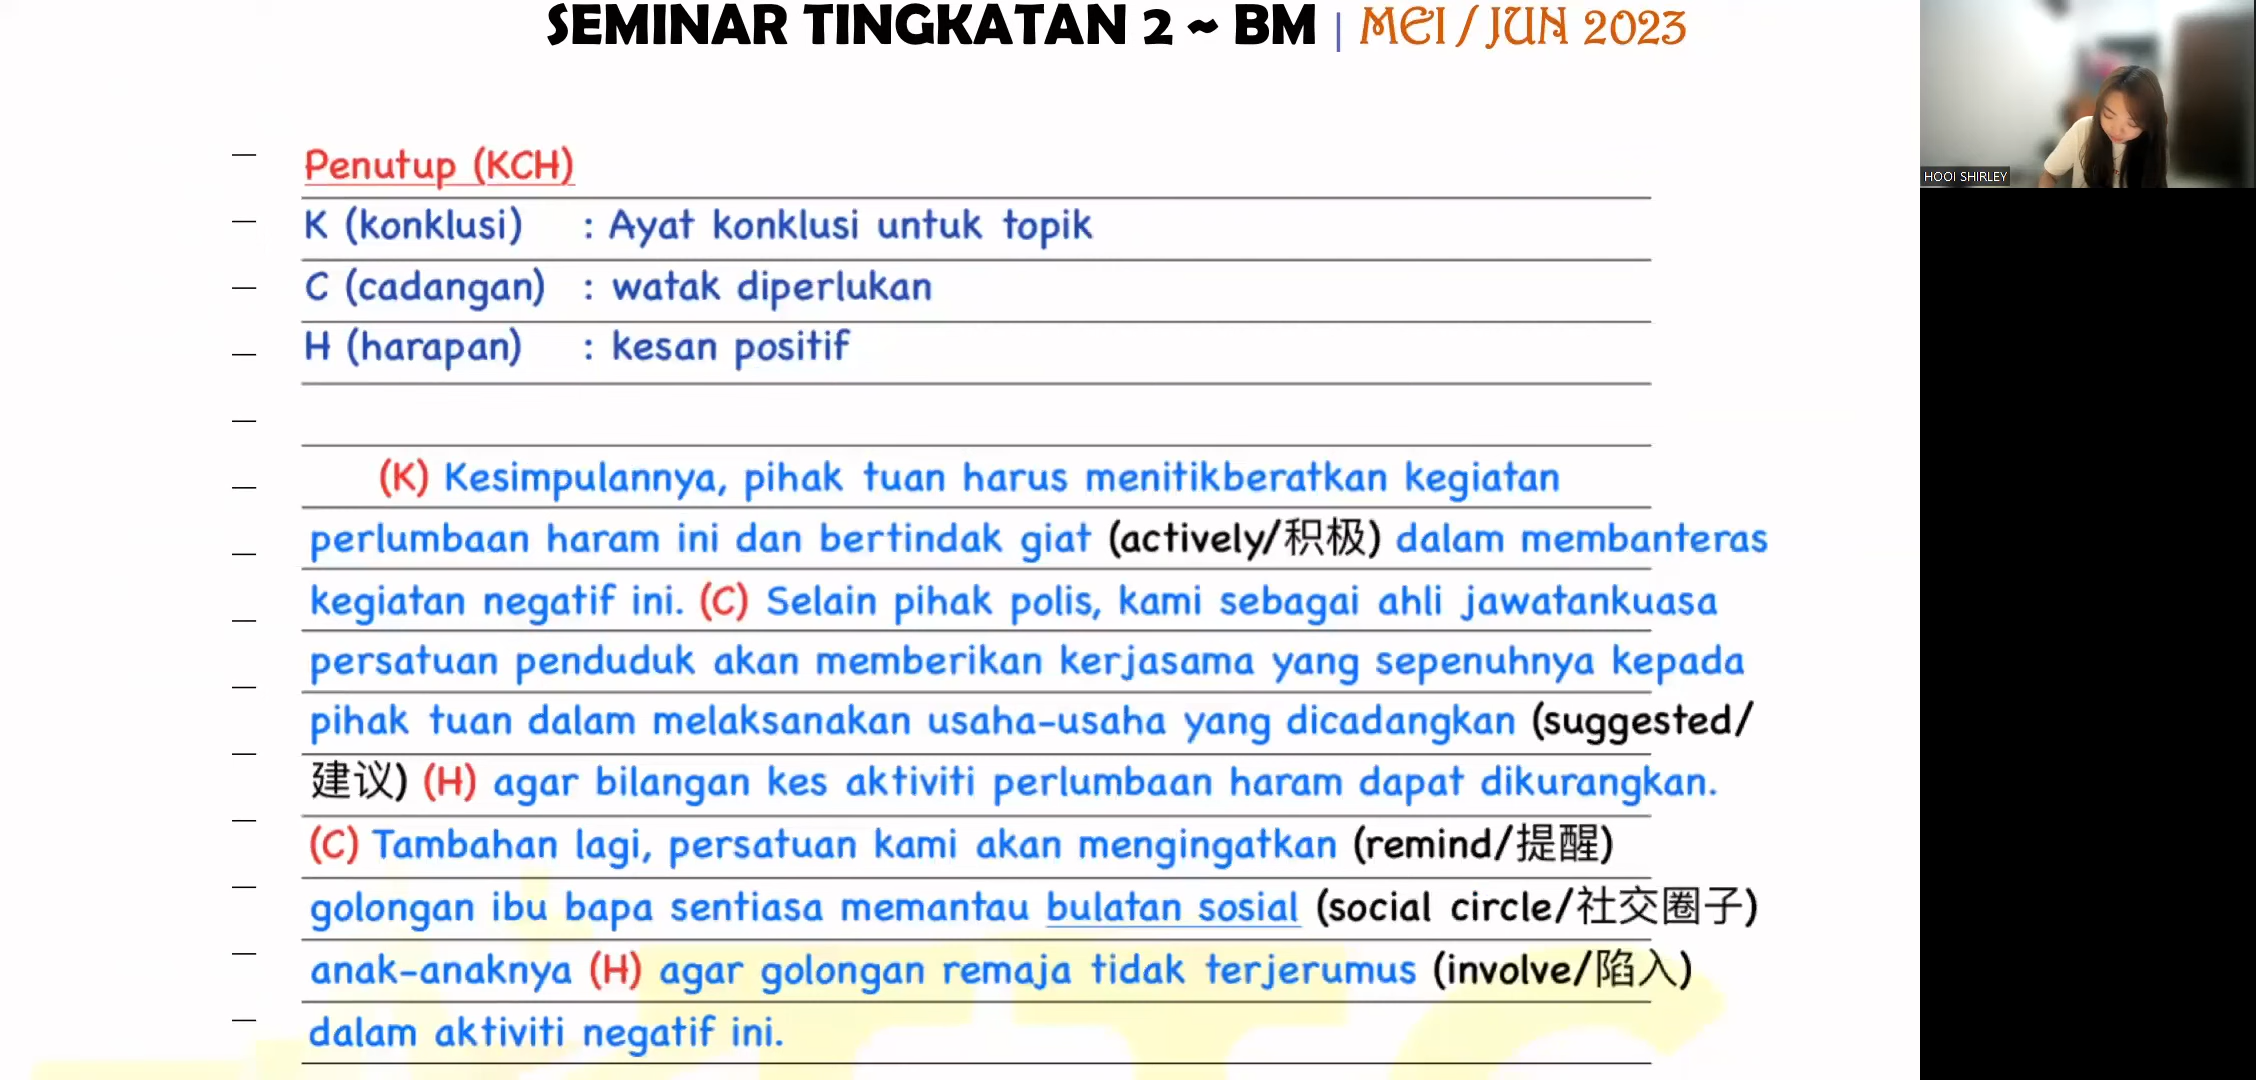 SEMINAR TINGKATAN 2 ~ BM | MEI / JUN 2023
HOOI SHIRLEY
Penutup (KCH)
K (konklusi) : Ayat konklusi untuk topik
C (cadangan) : watak diperlukan
H (harapan) : kesan positif
(K) Kesimpulannya, pihak tuan harus menitikberatkan kegiatan
perlumbaan haram ini dan bertindak giat (actively/积极) dalam membanteras
kegiatan negatif ini. (C) Selain pihak polis, kami sebagai ahli jawatankuasa
persatuan penduduk akan memberikan kerjasama yang sepenuhnya kepada
pihak tuan dalam melaksanakan usaha-usaha yang dicadangkan (suggested/
建议) (H) agar bilangan kes aktiviti perlumbaan haram dapat dikurangkan.
(C) Tambahan lagi, persatuan kami akan mengingatkan (remind/提醒)
golongan ibu bapa sentiasa memantau bulatan sosial (social circle/社交圈子)
anak-anaknya (H) agar golongan remaja tidak terjerumus (involve/陷入)
dalam aktiviti negatif ini.